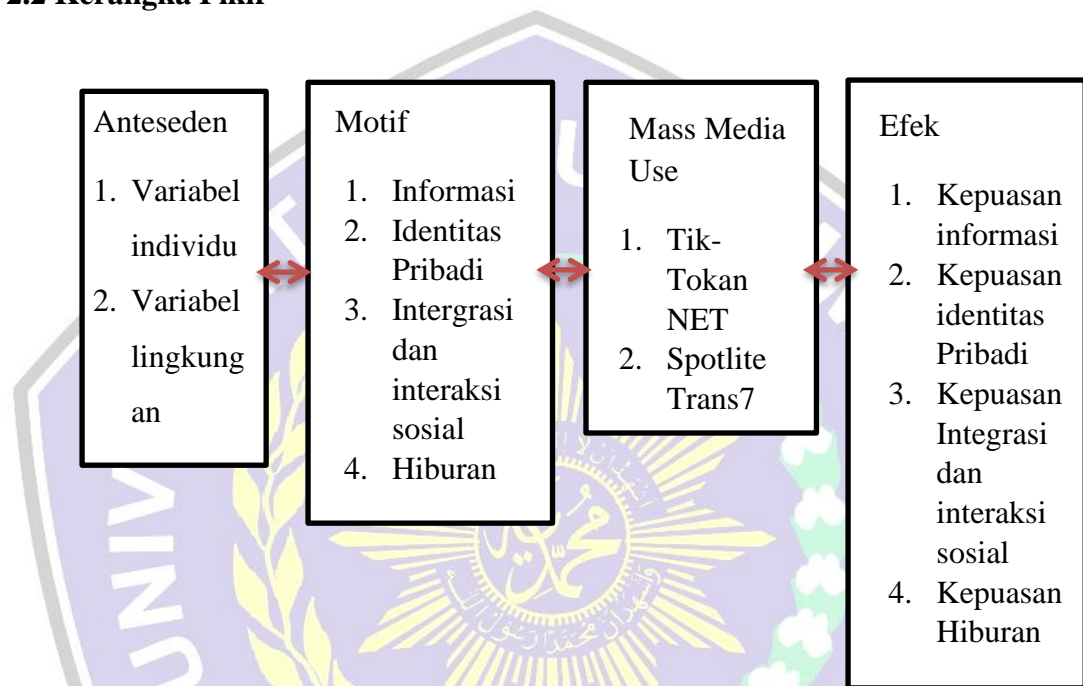 2.2 Kerangka Pikir
Anteseden
1. Variabel
individu
2. Variabel
lingkung
an
Motif
1. Informasi
2. Identitas
Pribadi
3. Intergrasi
dan
interaksi
sosial
4. Hiburan
Mass Media
Use
1. Tik-
Tokan
NET
2. Spotlite
Trans7
Efek
1. Kepuasan
informasi
2. Kepuasan
identitas
Pribadi
3. Kepuasan
Integrasi
dan
interaksi
sosial
4. Kepuasan
Hiburan
UNIV
محمد